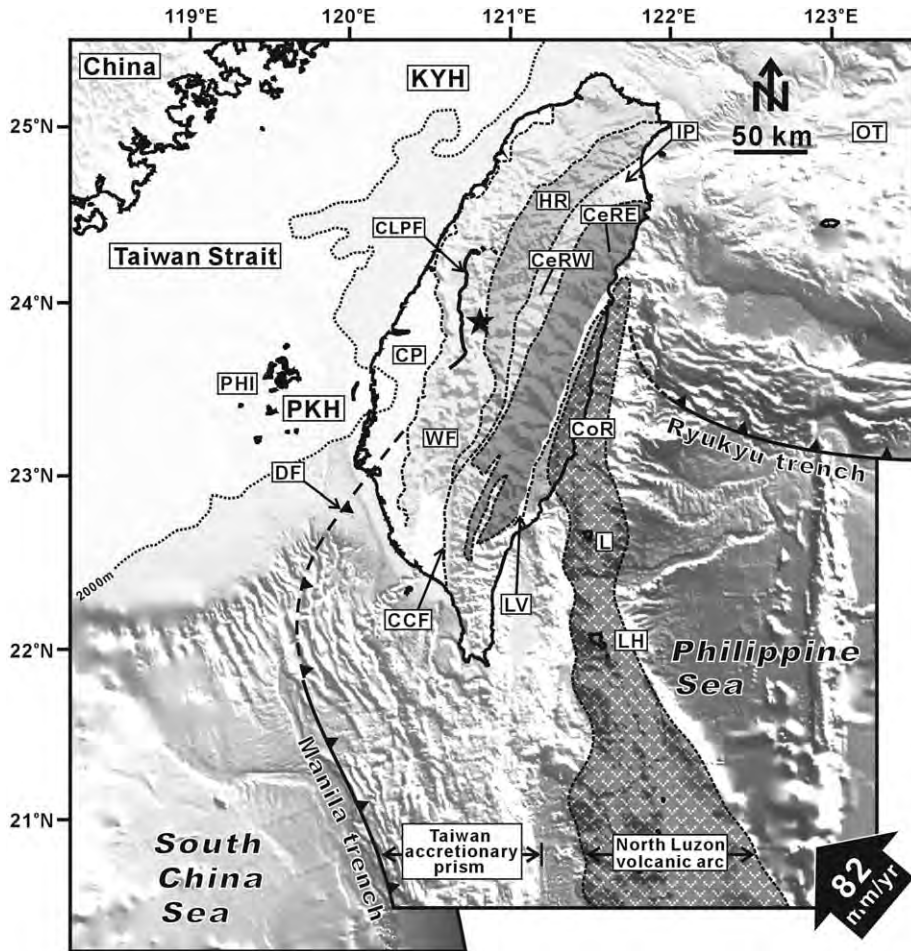 119°E
120°E
121°E
122°E
123°E
China
KYH
N
50 km
25°N
OT
IP
HR
CLPF
CeRE
CeRW
Taiwan Strait
24°N
CP
PHI
PKH
WF
CoR
Ryukyu trench
23°N
DF
2000m
L
CCF
LV
LH
22°N
Philippine
Sea
Manila trench
21°N
Taiwan
accretionary
prism
North Luzon
volcanic arc
South
China
Sea
82
mm/yr